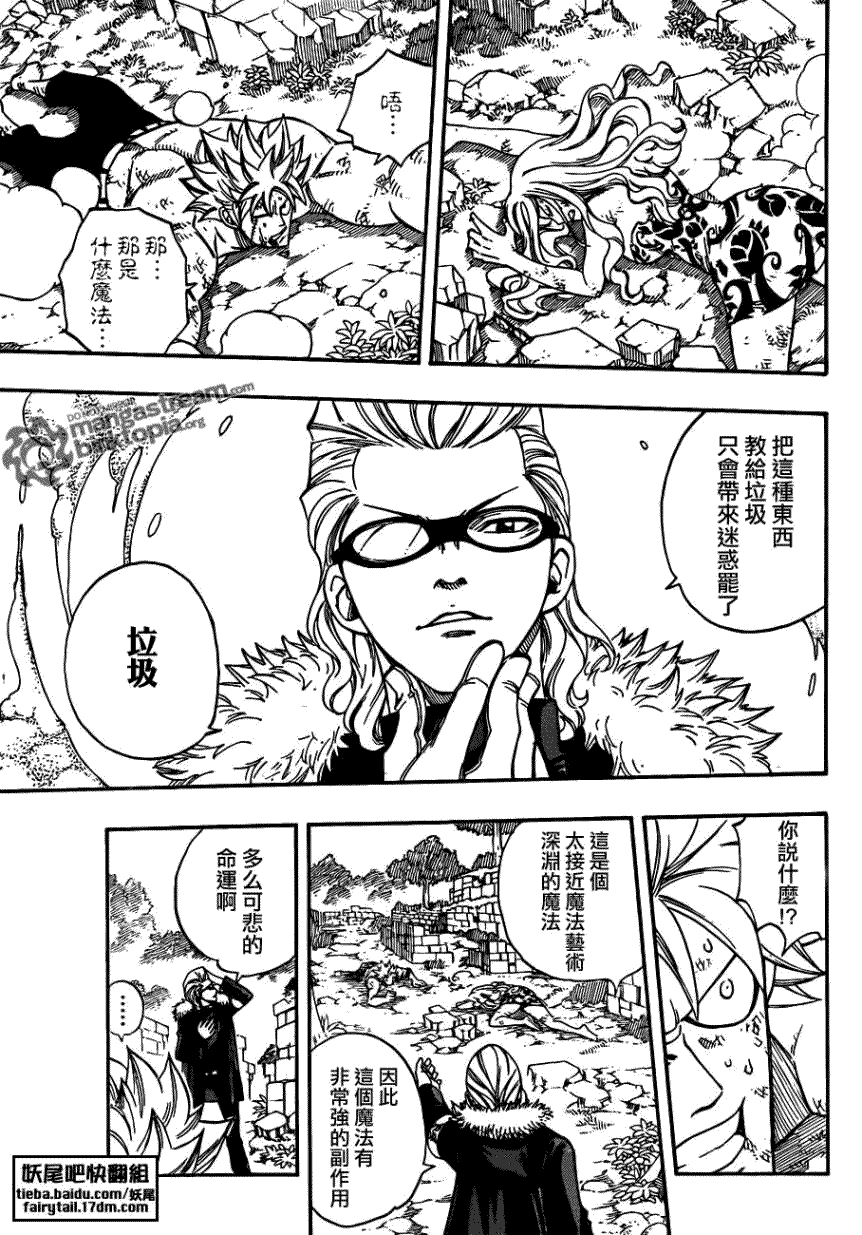 唔…
那…
那是
什麼魔法…
DO NOT
mangastream.com
baktopia.org
把這種東西
教給垃圾
只會帶來迷惑罷了
垃圾
你說什麼!?
這是個
太接近魔法藝術
深淵的魔法
因此
這個魔法有
非常強的副作用
多么可悲的
命運啊
……
妖尾吧快翻組
tieba.baidu.com/妖尾
fairytail.17dm.com